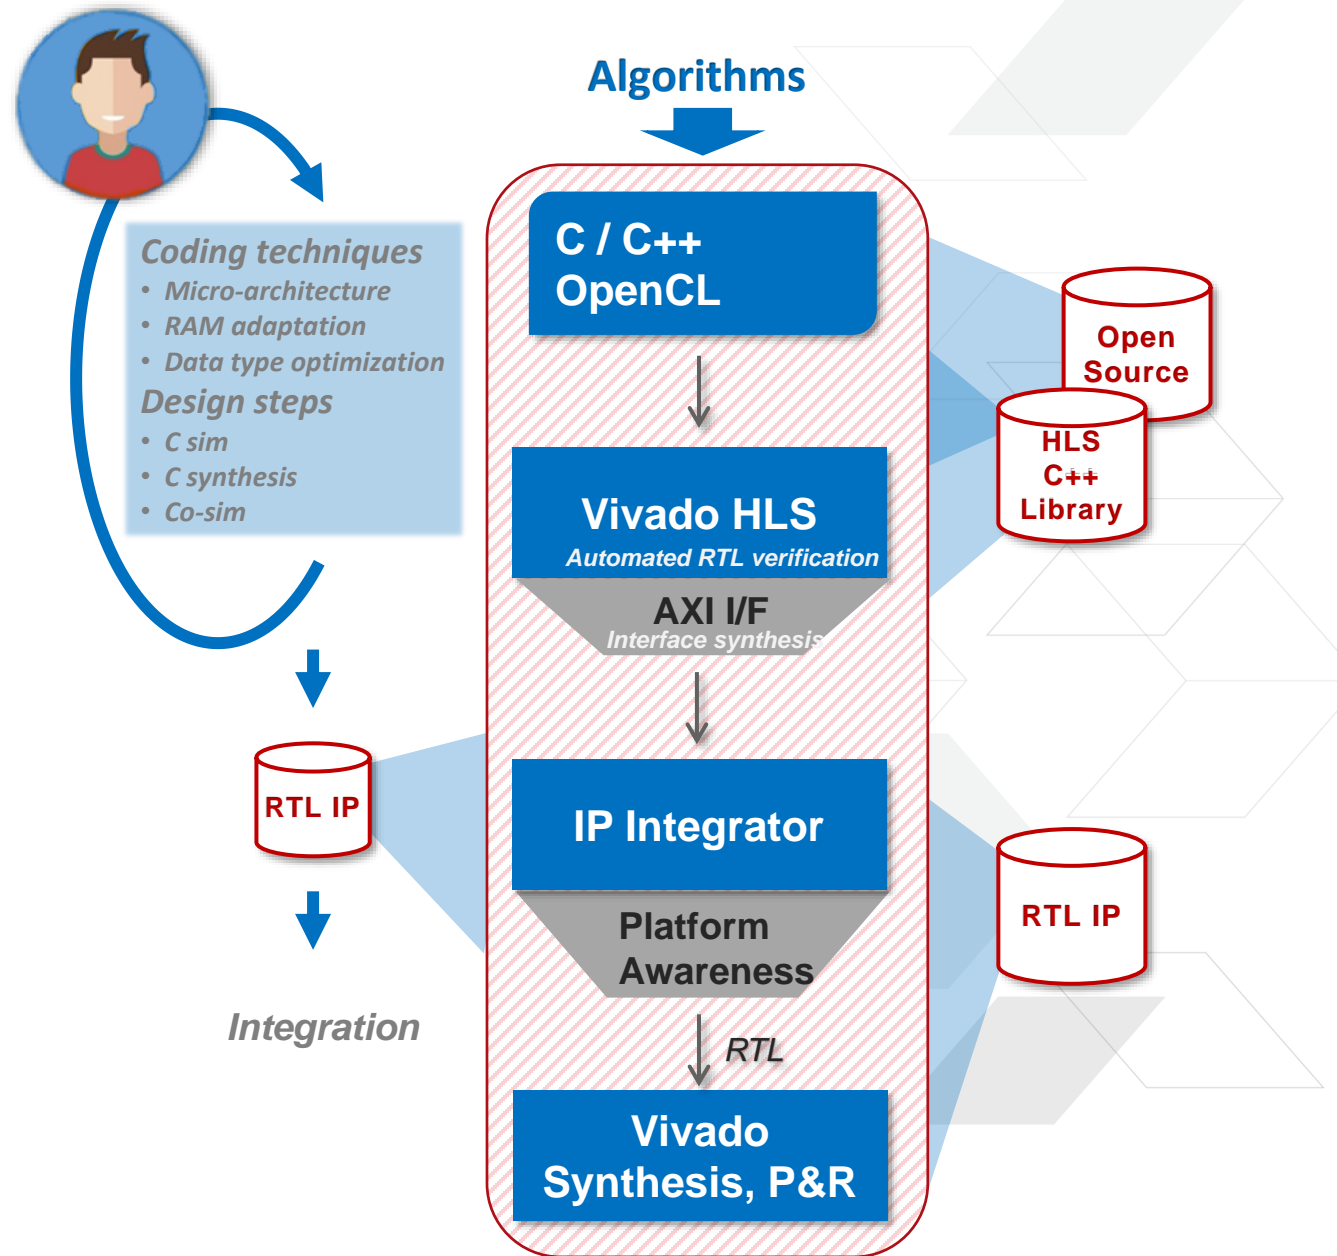 Algorithms
Coding techniques
• Micro-architecture
• RAM adaptation
• Data type optimization
Design steps
• C sim
• C synthesis
• Co-sim
RTL IP
Integration
C / C++
OpenCL
Vivado HLS
Automated RTL verification
AXI I/F
Interface synthesis
IP Integrator
Platform
Awareness
RTL
Vivado
Synthesis, P&R
Open
Source
HLS
C++
Library
RTL IP